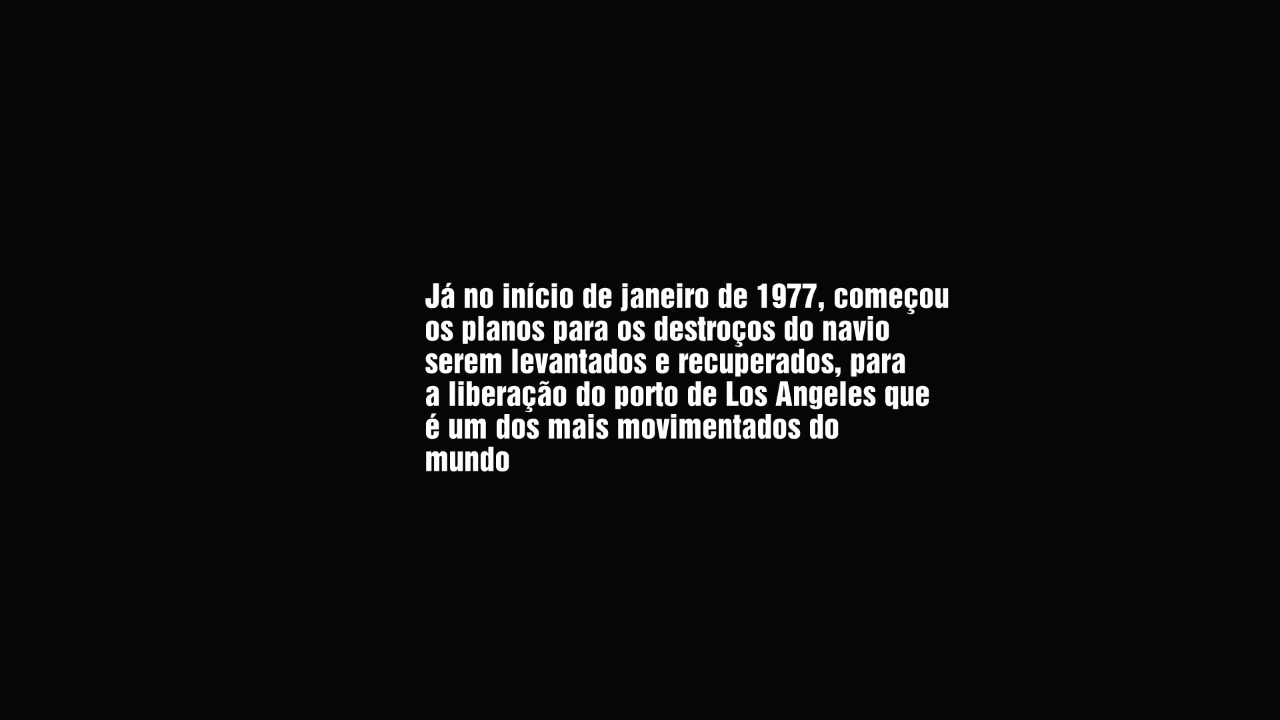 Já no início de janeiro de 1977, começou
os planos para os destroços do navio
serem levantados e recuperados, para
a liberação do porto de Los Angeles que
é um dos mais movimentados do
mundo